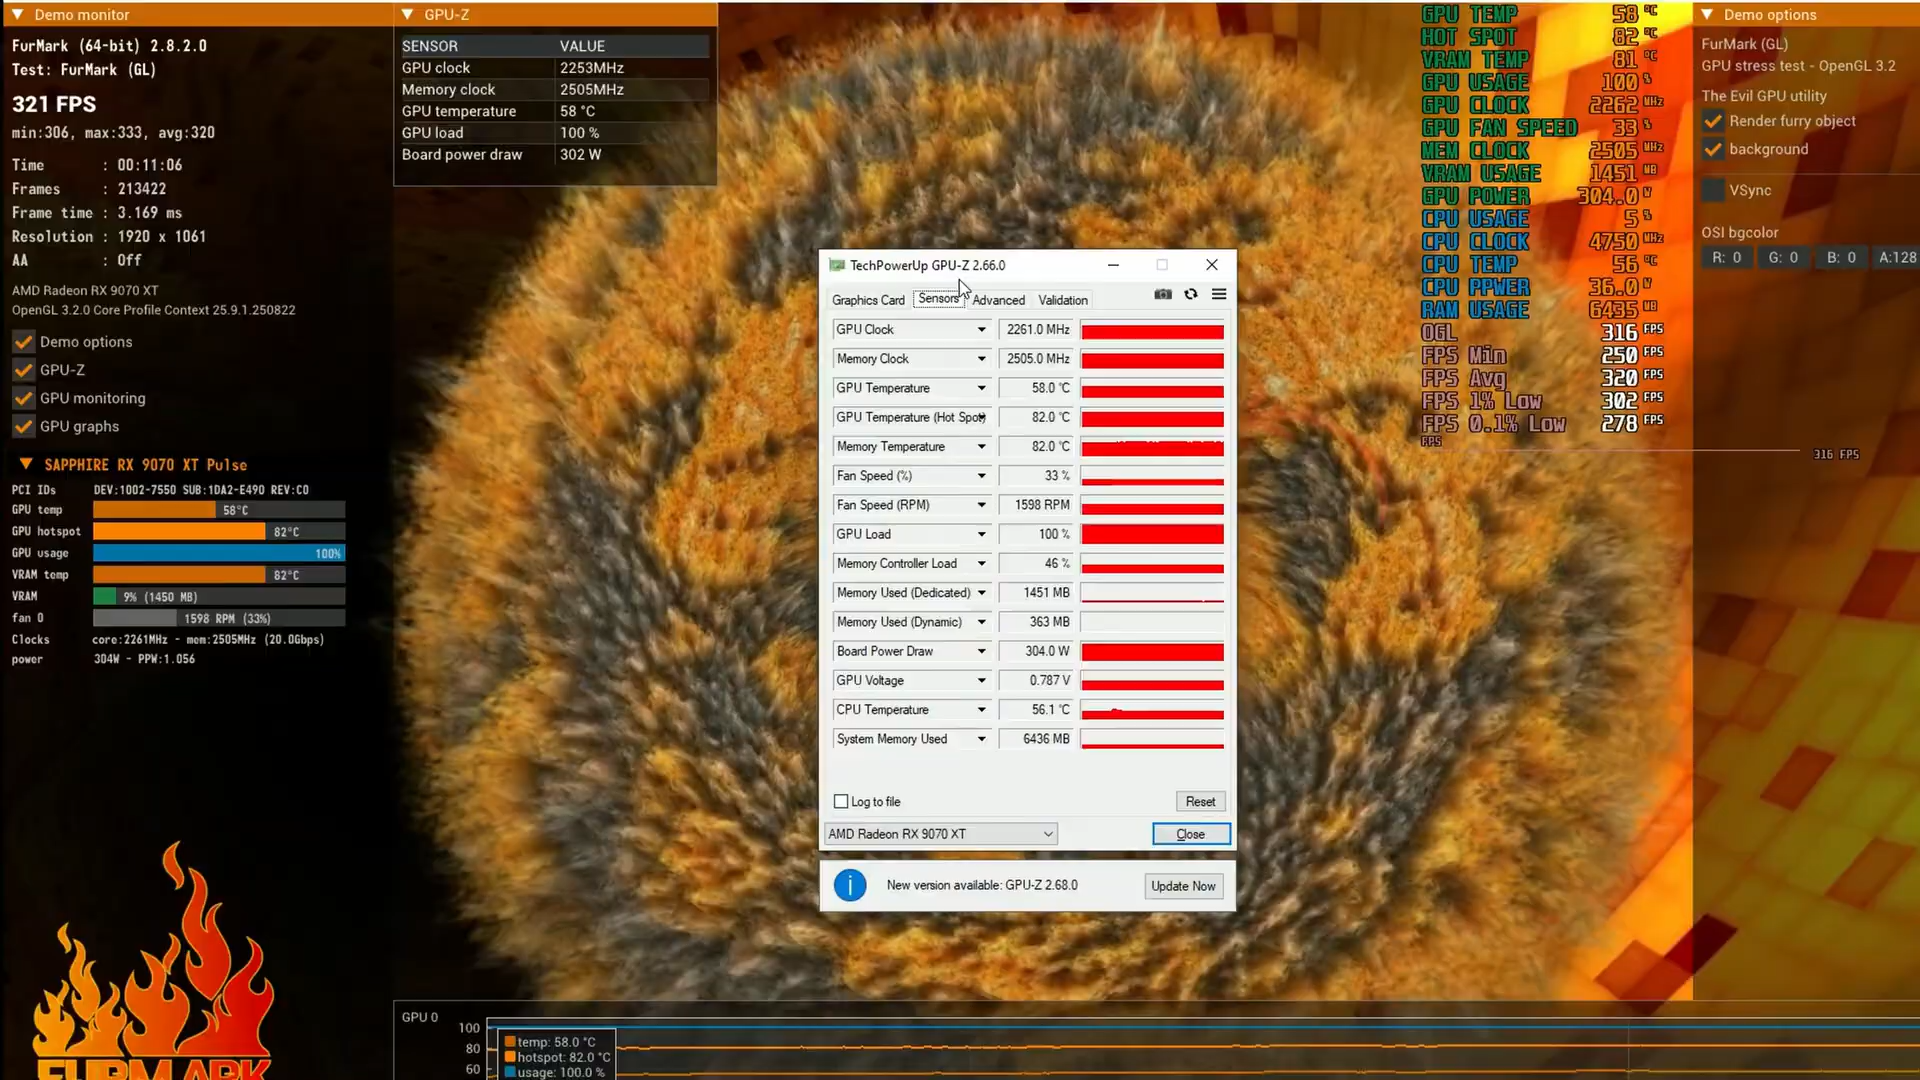 Demo monitor
FurMark (64-bit) 2.8.2.0
Test: FurMark (GL)
321 FPS
min:306, max:333, avg:320
Time : 00:11:06
Frames : 213422
Frame time : 3.169 ms
Resolution : 1920 x 1061
AA : Off
AMD Radeon RX 9070 XT
OpenGL 3.2.0 Core Profile Context 25.9.1.250822
Demo options
GPU-Z
GPU monitoring
GPU graphs
SAPPHIRE RX 9070 XT Pulse
PCI IDs DEV:1002-7550 SUB:1DA2-E490 REV:C0
GPU temp 58°C
GPU hotspot 82°C
GPU usage 100%
VRAM temp 82°C
VRAM 9% (1450 MB)
fan 0 1598 RPM (33%)
Clocks core:2261MHz - mem:2505MHz (20.0Gbps)
power 304W - PPW:1.056
FURMARK
GPU-Z
SENSOR VALUE
GPU clock 2253MHz
Memory clock 2505MHz
GPU temperature 58 °C
GPU load 100 %
Board power draw 302 W
TechPowerUp GPU-Z 2.66.0
Graphics Card Sensors Advanced Validation
GPU Clock 2261.0 MHz
Memory Clock 2505.0 MHz
GPU Temperature 58.0 °C
GPU Temperature (Hot Spot) 82.0 °C
Memory Temperature 82.0 °C
Fan Speed (%) 33 %
Fan Speed (RPM) 1598 RPM
GPU Load 100 %
Memory Controller Load 46 %
Memory Used (Dedicated) 1451 MB
Memory Used (Dynamic) 363 MB
Board Power Draw 304.0 W
GPU Voltage 0.787 V
CPU Temperature 56.1 °C
System Memory Used 6436 MB
Log to file Reset
AMD Radeon RX 9070 XT Close
New version available: GPU-Z 2.68.0 Update Now
GPU TEMP 58 °C
HOT SPOT 82 °C
VRAM TEMP 81 °C
GPU USAGE 100 %
GPU CLOCK 2262 MHz
GPU FAN SPEED 33 %
MEM CLOCK 2505 MHz
VRAM USAGE 1451 MB
GPU POWER 304.0 W
CPU USAGE 5 %
CPU CLOCK 4750 MHz
CPU TEMP 56 °C
CPU PPWER 36.0 W
RAM USAGE 6435 MB
OGL 316 FPS
FPS Min 250 FPS
FPS Avg 320 FPS
FPS 1% Low 302 FPS
FPS 0.1% Low 278 FPS
FPS
316 FPS
Demo options
FurMark (GL)
GPU stress test - OpenGL 3.2
The Evil GPU utility
Render furry object
background
VSync
OSI bgcolor
R: 0 G: 0 B: 0 A:128
GPU 0
100
80
60
temp: 58.0 °C
hotspot: 82.0 °C
usage: 100.0 %